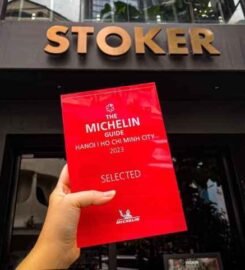 STOKER
THE
MICHELIN
GUIDE
HANOI | HO CHI MINH CITY
2023
SELECTED
MICHELIN